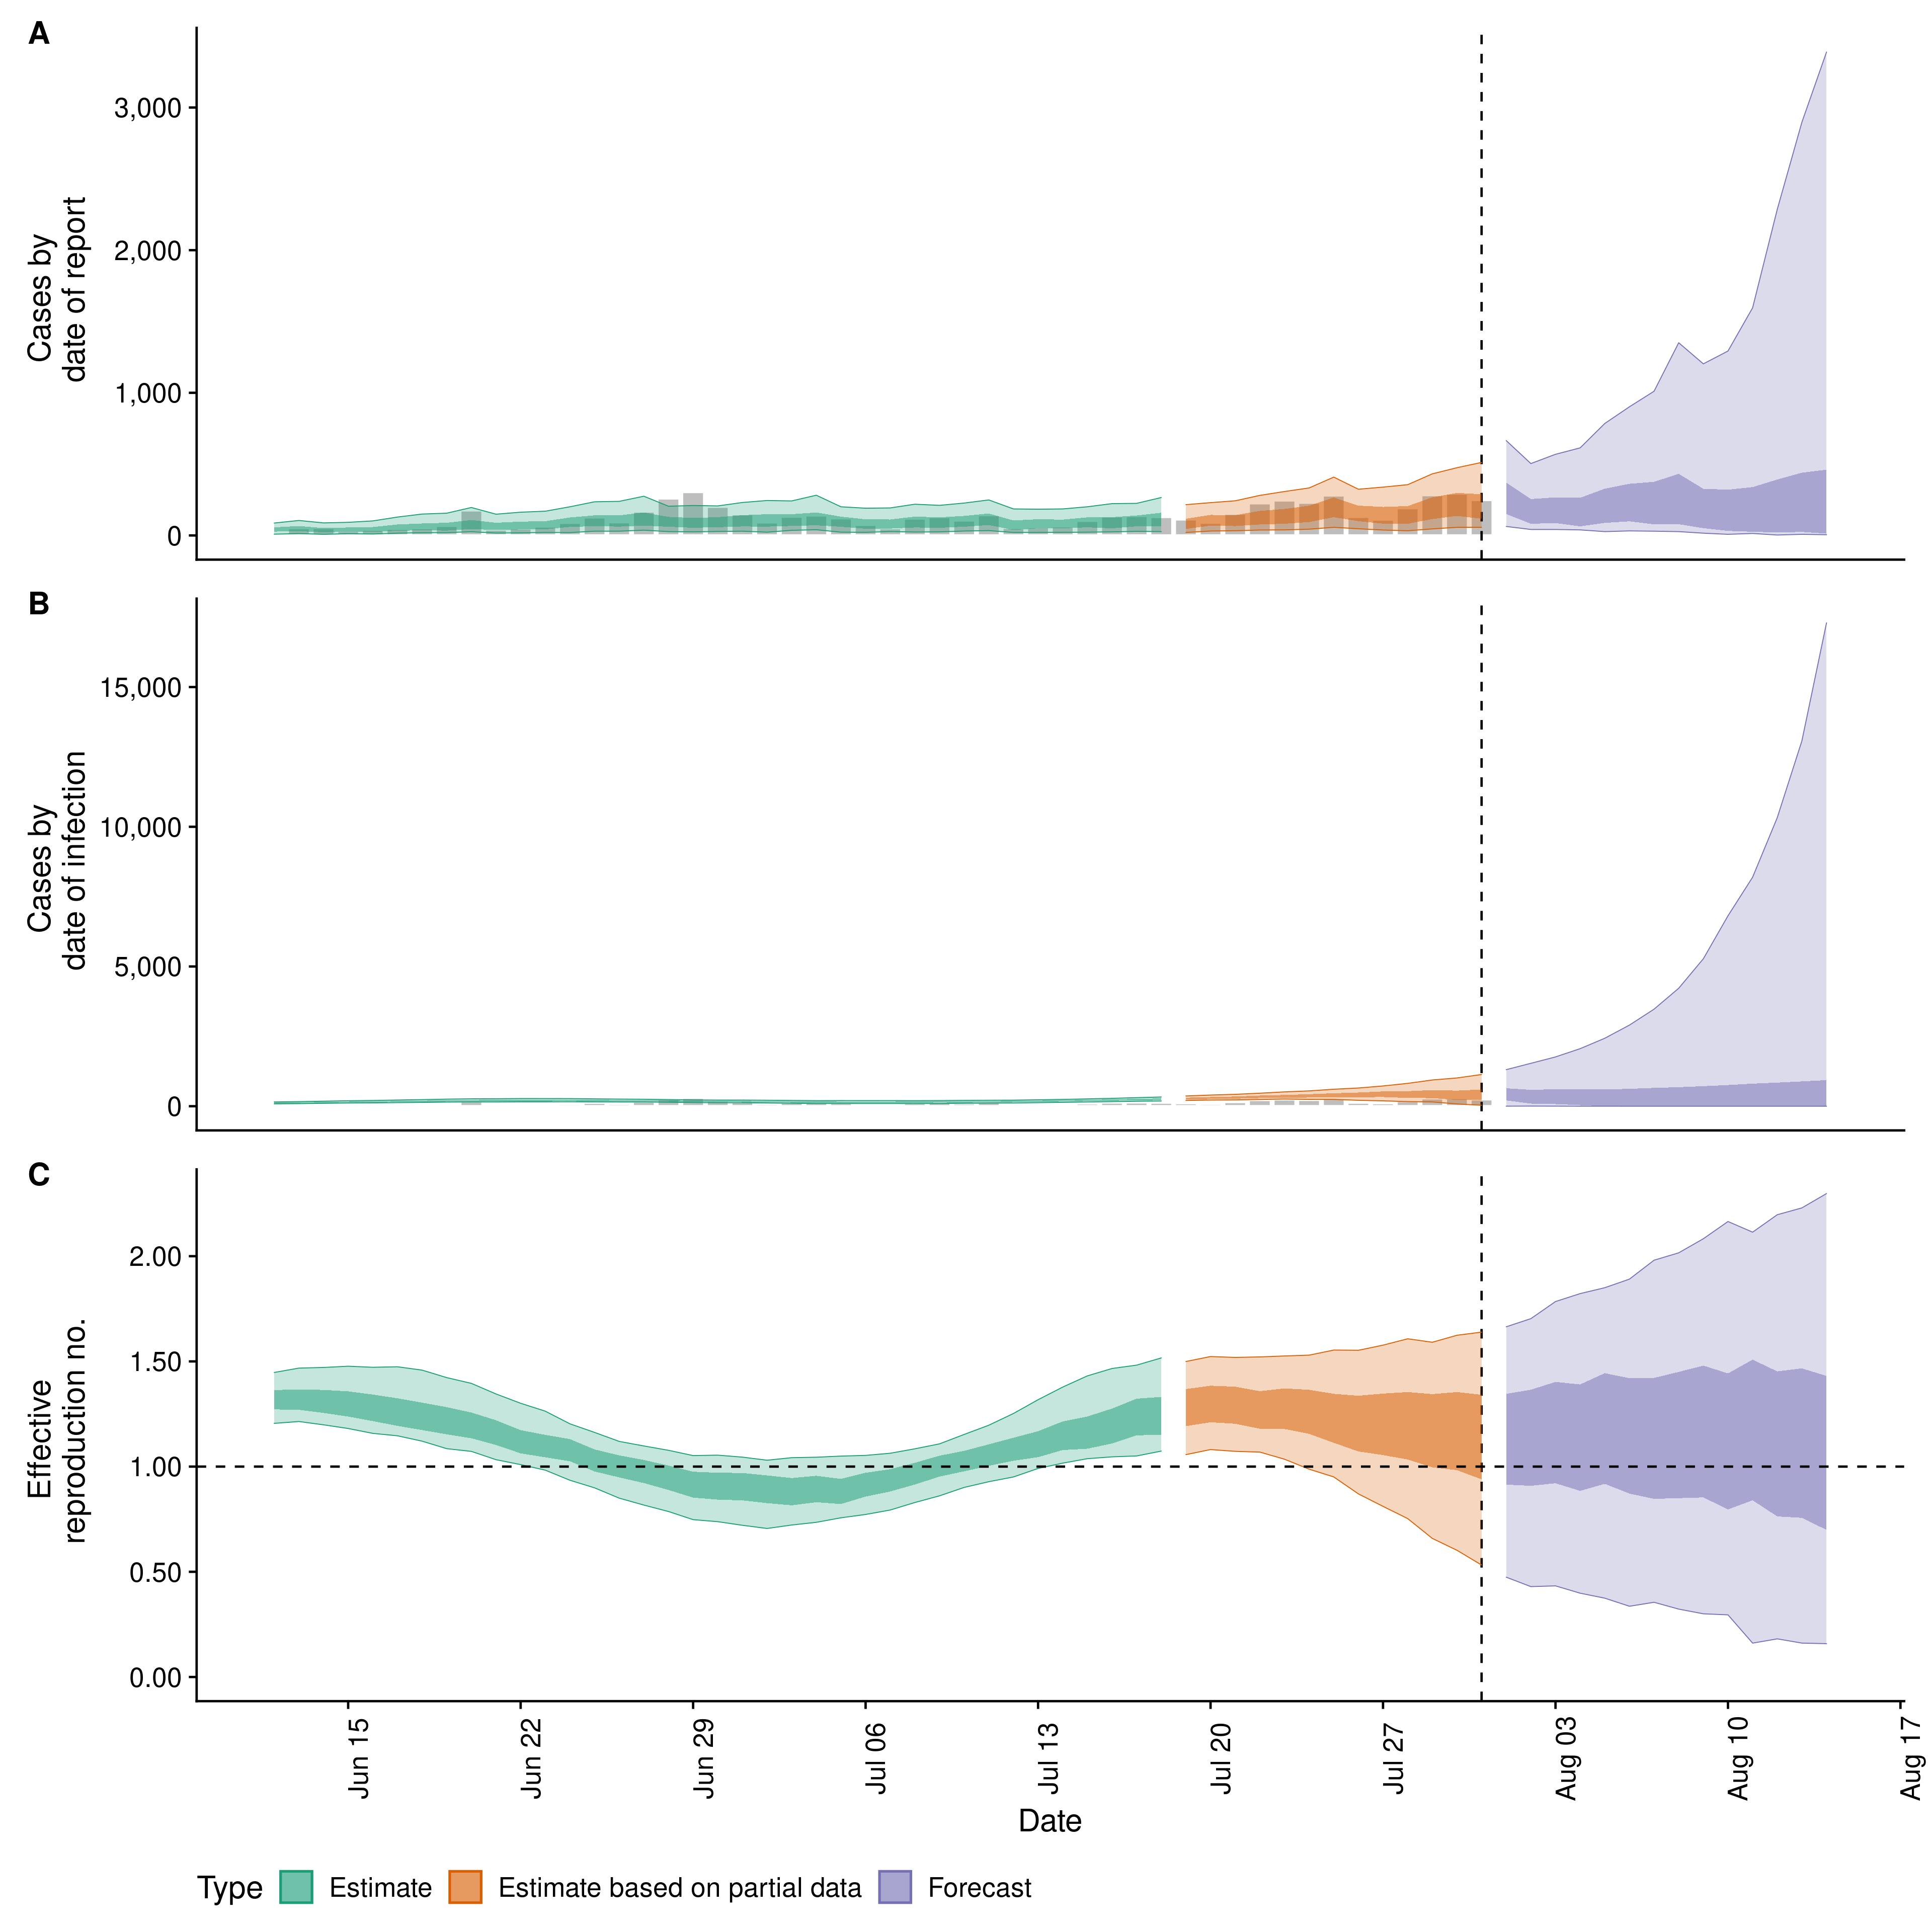 A
Cases by
date of report
3,000
2,000
1,000
0
B
Cases by
date of infection
15,000
10,000
5,000
0
C
Effective
reproduction no.
2.00
1.50
1.00
0.50
0.00
Jun 15
Jun 22
Jun 29
Jul 06
Jul 13
Jul 20
Jul 27
Aug 03
Aug 10
Aug 17
Date
Type
Estimate
Estimate based on partial data
Forecast